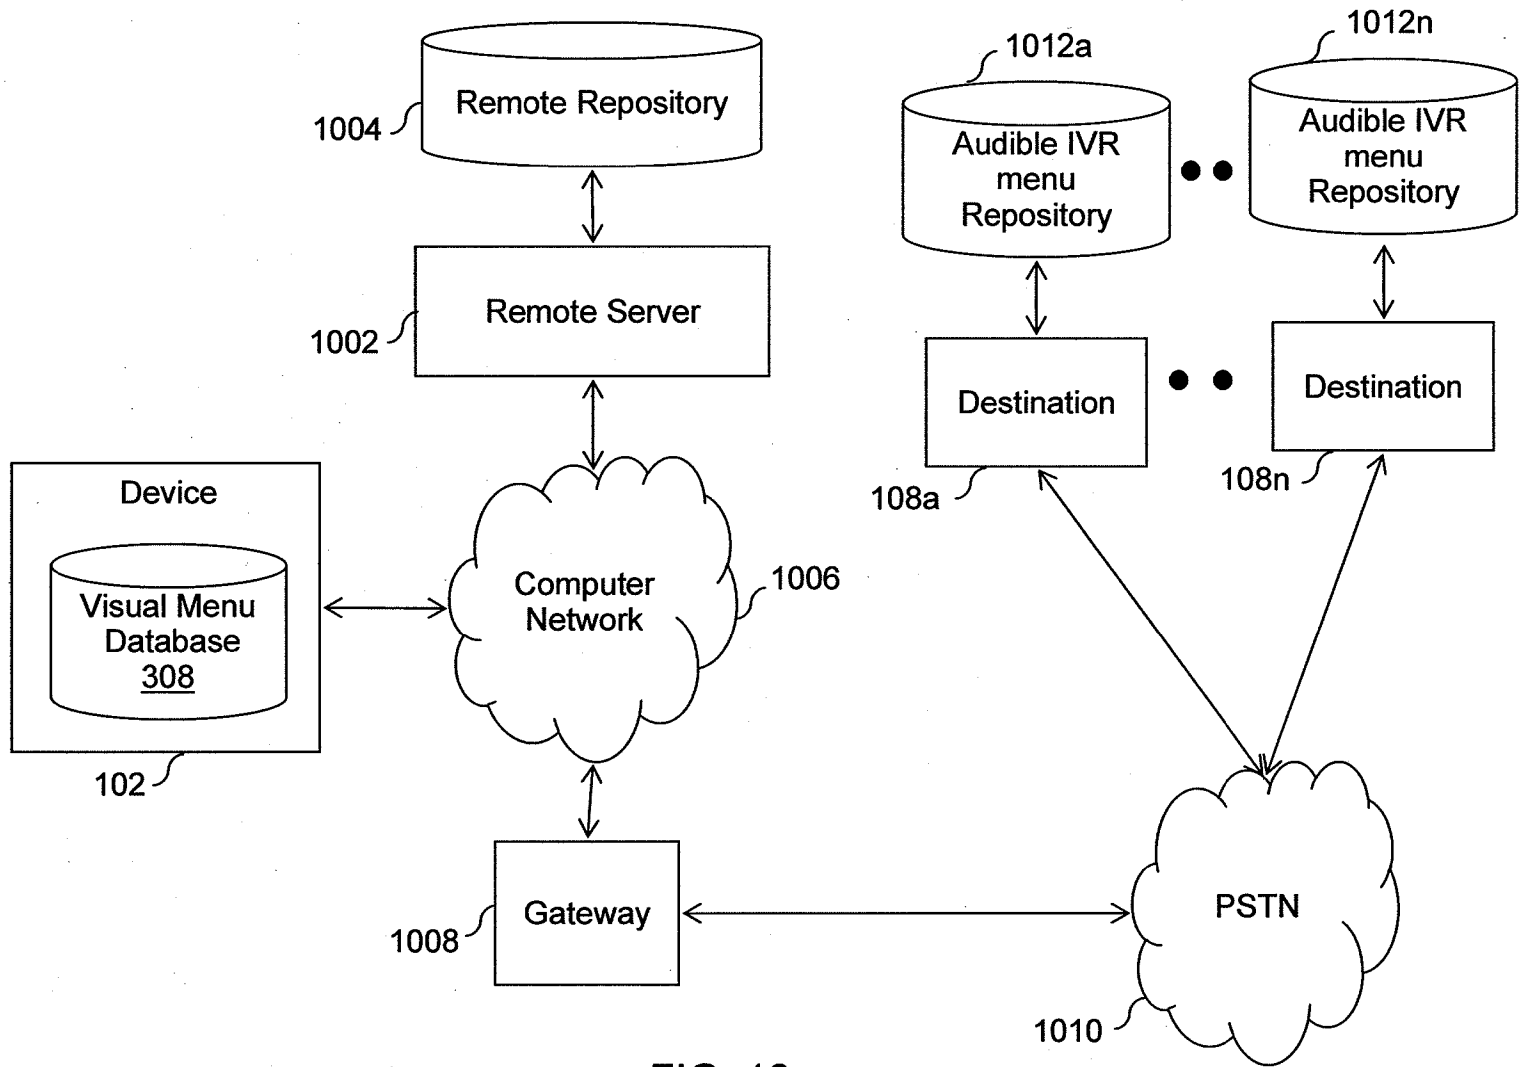 1012a
1012n
Remote Repository
1004
Audible IVR
menu
Repository
Audible IVR
menu
Repository
Remote Server
1002
Destination
108a
Destination
108n
Device
Visual Menu
Database
308
102
Computer
Network
1006
Gateway
1008
PSTN
1010